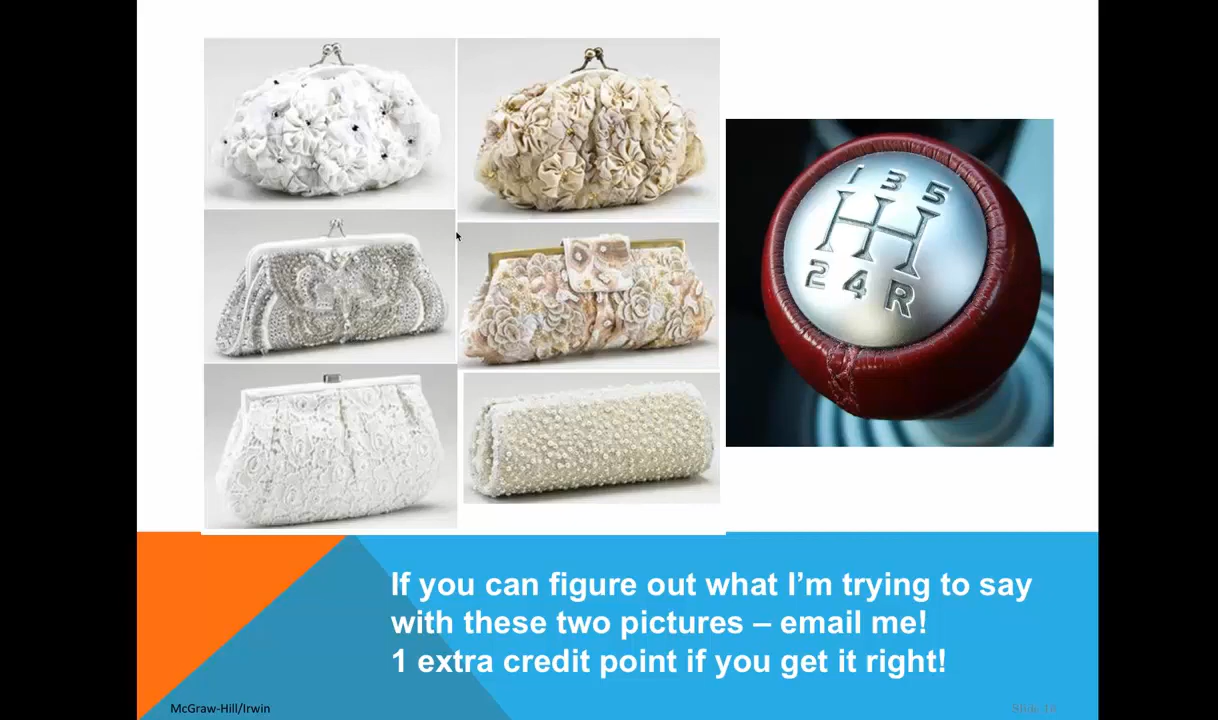 1 3 5
2 4 R
If you can figure out what I’m trying to say
with these two pictures – email me!
1 extra credit point if you get it right!
McGraw-Hill/Irwin